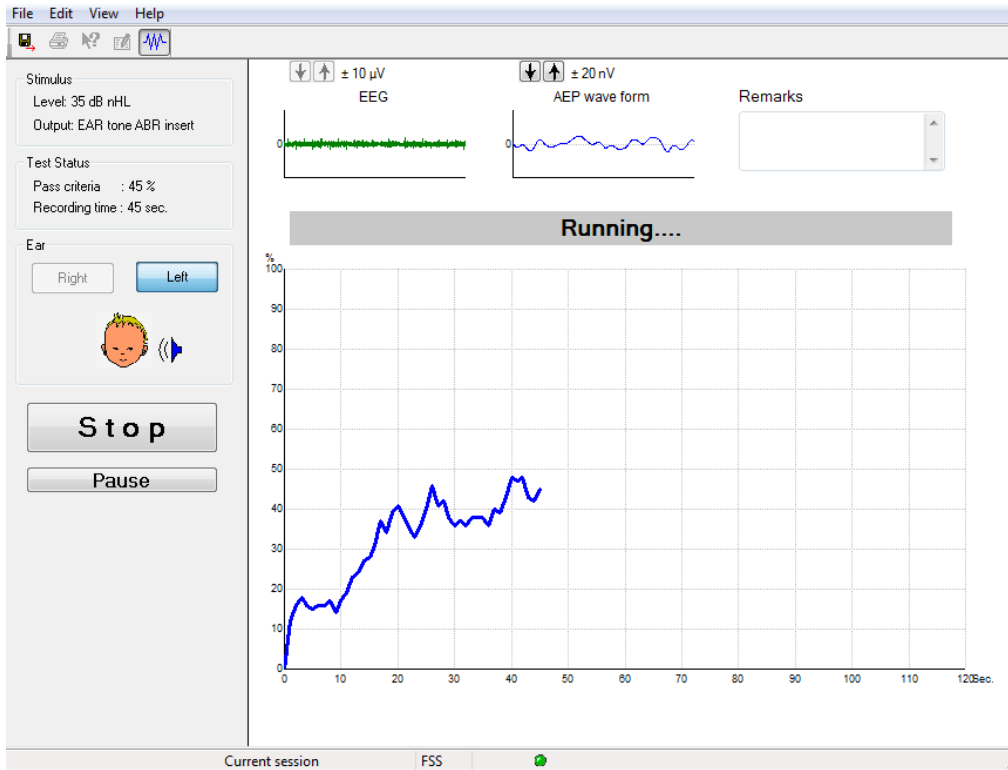 File Edit View Help
Stimulus
Level: 35 dB nHL
Output: EAR tone ABR insert
Test Status
Pass criteria : 45 %
Recording time : 45 sec.
Ear
Right Left
Stop
Pause
± 10 µV
EEG
0
± 20 nV
AEP wave form
0
Remarks
Running....
%
100
90
80
70
60
50
40
30
20
10
0
0 10 20 30 40 50 60 70 80 90 100 110 120 Sec.
Current session FSS